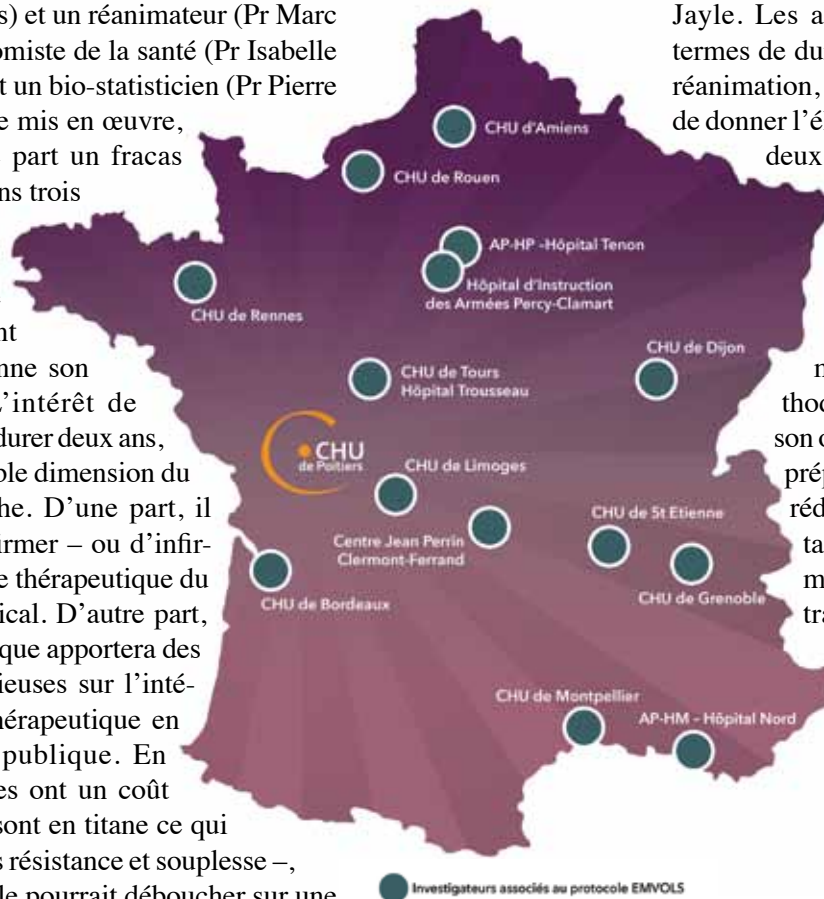 s) et un réanimateur (Pr Marc
omiste de la santé (Pr Isabelle
t un bio-statisticien (Pr Pierre
e mis en œuvre,
part un fracas
ns trois
nt
nne son
L’intérêt de
durer deux ans,
ble dimension du
he. D’une part, il
irmer – ou d’infir-
e thérapeutique du
ical. D’autre part,
que apportera des
ieuses sur l’inté-
hérapeutique en
publique. En
es ont un coût
sont en titane ce qui
s résistance et souplesse –,
le pourrait déboucher sur une
CHU d'Amiens
CHU de Rouen
AP-HP -Hôpital Tenon
Hôpital d'Instruction
des Armées Percy-Clamart
CHU de Rennes
CHU de Dijon
CHU de Tours
Hôpital Trousseau
CHU
de Poitiers
CHU de Limoges
Centre Jean Perrin
Clermont-Ferrand
CHU de St Etienne
CHU de Grenoble
CHU de Bordeaux
CHU de Montpellier
AP-HM - Hôpital Nord
Investigateurs associés au protocole EMVOLS
Jayle. Les a
termes de du
réanimation,
de donner l’é
deux
thod
son o
prép
réd
ta
m
tra